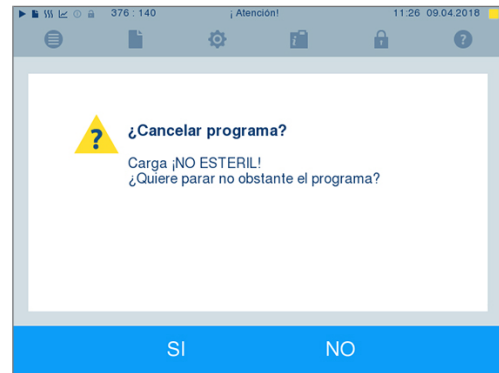 376 : 140 ¡ Atención! 11:26 09.04.2018
¿Cancelar programa?
Carga ¡NO ESTERIL!
¿Quiere parar no obstante el programa?
SI NO